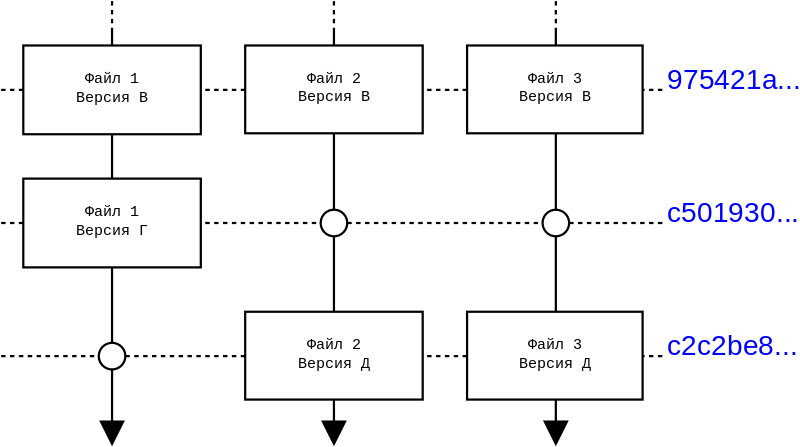 Файл 1
Версия В
Файл 2
Версия В
Файл 3
Версия В
975421a...
Файл 1
Версия Г
c501930...
Файл 2
Версия Д
Файл 3
Версия Д
c2c2be8...